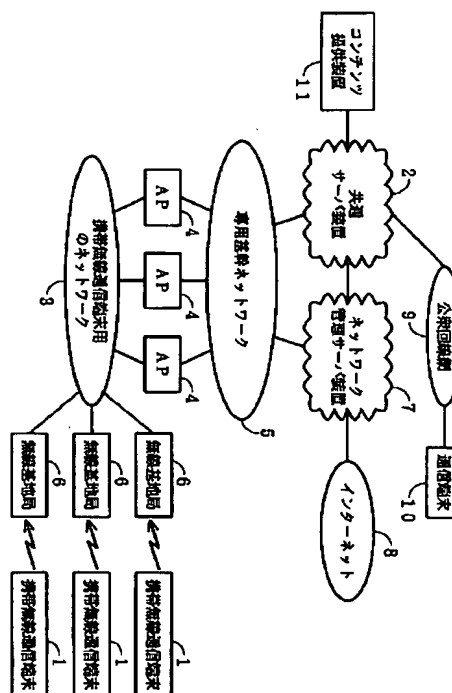 コンテンツ
提供装置
11
共通
サーバ装置
2
公衆回線網
9
通信端末
10
ネットワーク
管理サーバ装置
7
インターネット
8
専用基幹ネットワーク
5
AP
4
AP
4
AP
4
携帯無線通信端末用
のネットワーク
3
無線基地局
6
無線基地局
6
無線基地局
6
携帯無線通信端末
1
携帯無線通信端末
1
携帯無線通信端末
1